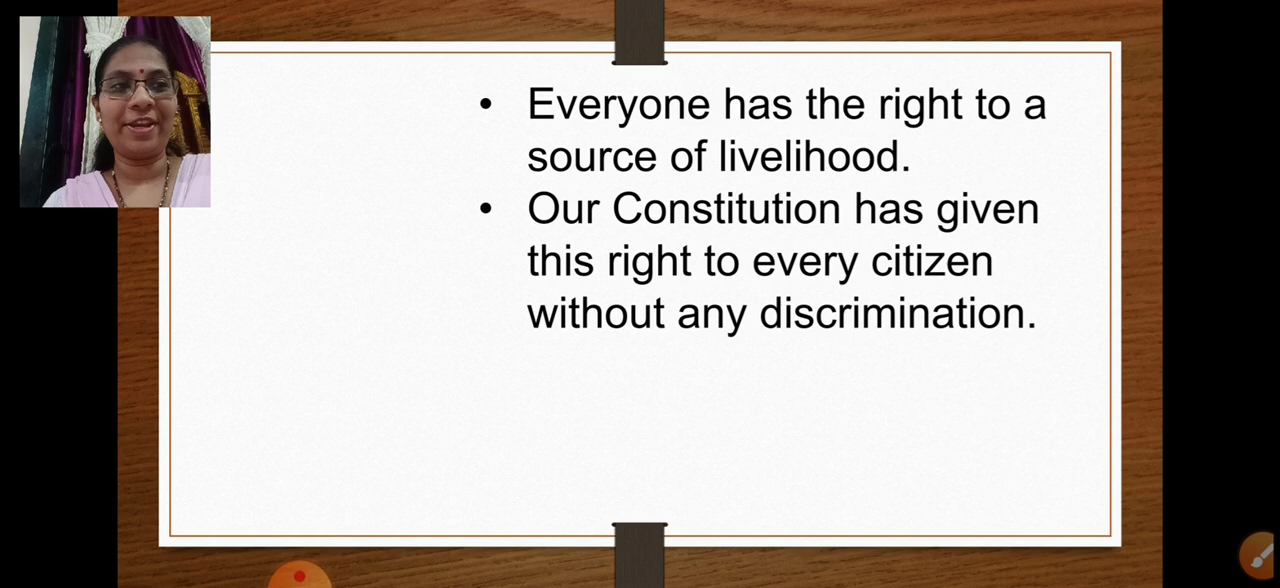 • Everyone has the right to a
source of livelihood.
• Our Constitution has given
this right to every citizen
without any discrimination.